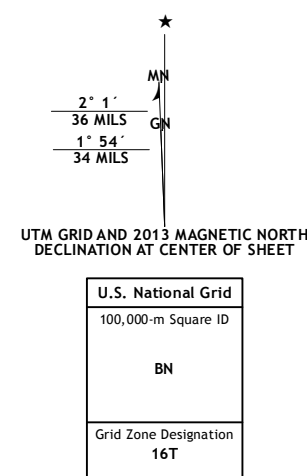 MN
2° 1´
36 MILS
GN
1° 54´
34 MILS
UTM GRID AND 2013 MAGNETIC NORTH
DECLINATION AT CENTER OF SHEET
U.S. National Grid
100,000-m Square ID
BN
Grid Zone Designation
16T